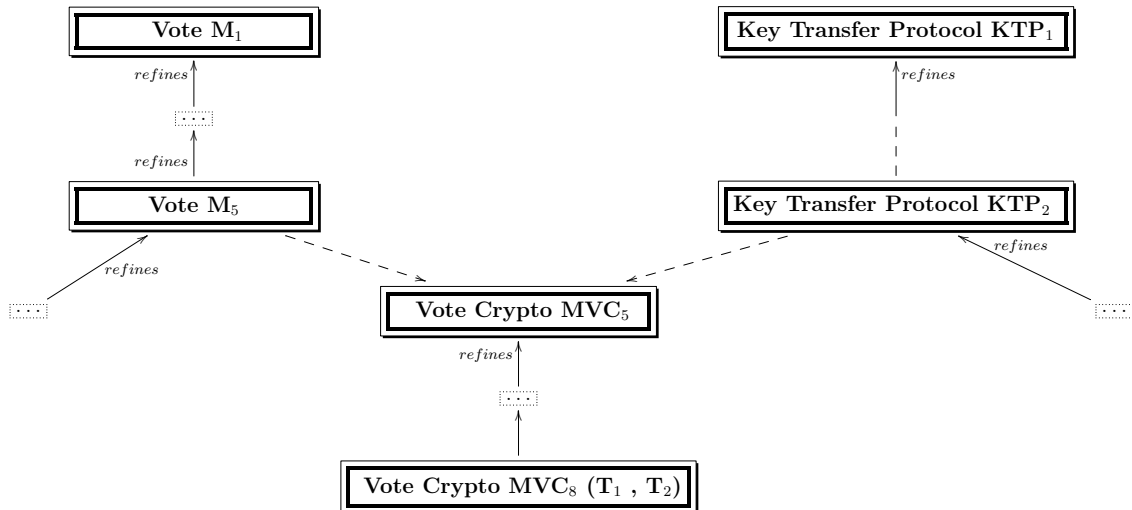 Vote M₁
Key Transfer Protocol KTP₁
refines
refines
...
refines
Vote M₅
Key Transfer Protocol KTP₂
refines
refines
...
...
Vote Crypto MVC₅
refines
...
Vote Crypto MVC₈ (T₁ , T₂)